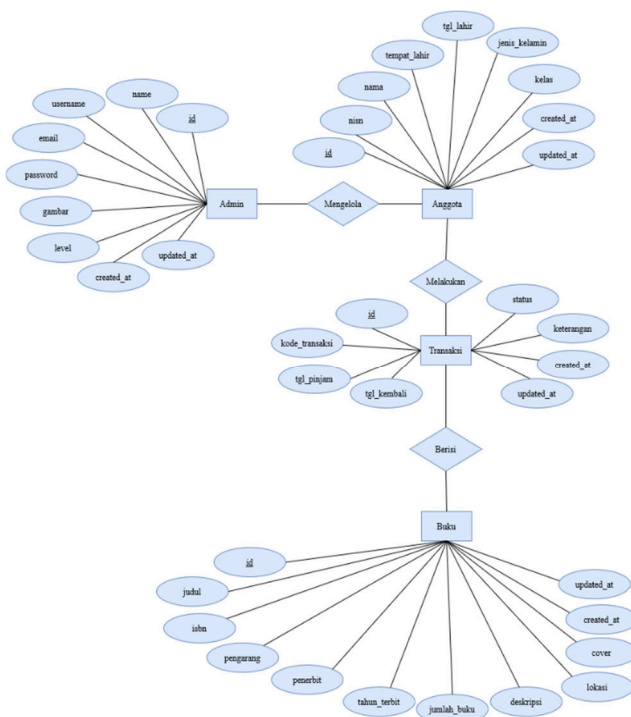 tgl_lahir
jenis_kelamin
tempat_lahir
kelas
nama
name
id
username
created_at
nisn
email
updated_at
id
password
gambar
Admin
Mengelola
Anggota
level
updated_at
created_at
Melakukan
id
status
kode_transaksi
keterangan
Transaksi
tgl_pinjam
created_at
tgl_kembali
updated_at
Berisi
Buku
id
updated_at
judul
created_at
isbn
cover
pengarang
lokasi
penerbit
tahun_terbit
jumlah_buku
deskripsi